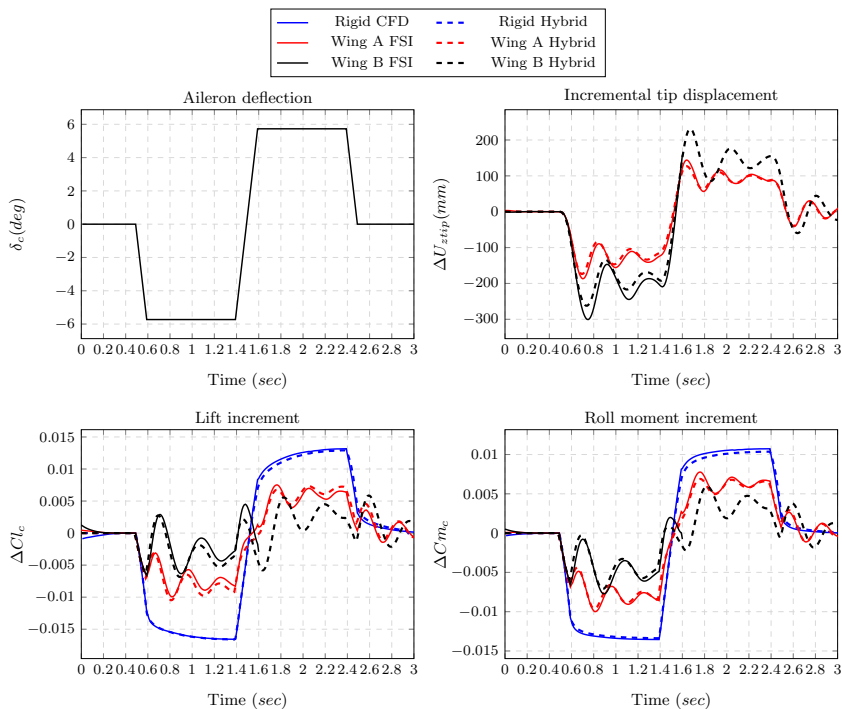 Rigid CFD Rigid Hybrid
Wing A FSI Wing A Hybrid
Wing B FSI Wing B Hybrid
Aileron deflection
δc(deg)
6
4
2
0
−2
−4
−6
0 0.2 0.4 0.6 0.8 1 1.2 1.4 1.6 1.8 2 2.2 2.4 2.6 2.8 3
Time (sec)
Incremental tip displacement
ΔUztip(mm)
200
100
0
−100
−200
−300
0 0.2 0.4 0.6 0.8 1 1.2 1.4 1.6 1.8 2 2.2 2.4 2.6 2.8 3
Time (sec)
Lift increment
ΔClc
0.015
0.01
0.005
0
−0.005
−0.01
−0.015
0 0.2 0.4 0.6 0.8 1 1.2 1.4 1.6 1.8 2 2.2 2.4 2.6 2.8 3
Time (sec)
Roll moment increment
ΔCmc
0.01
0.005
0
−0.005
−0.01
−0.015
0 0.2 0.4 0.6 0.8 1 1.2 1.4 1.6 1.8 2 2.2 2.4 2.6 2.8 3
Time (sec)